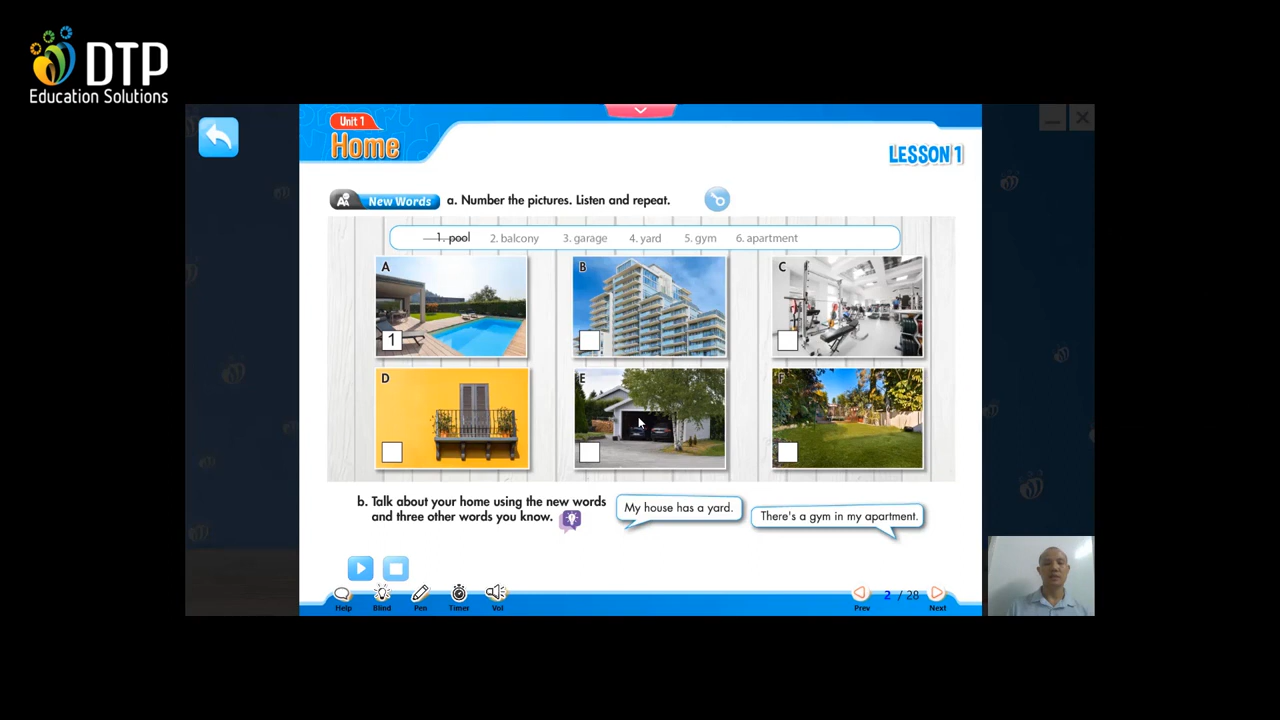 DTP
Education Solutions
Unit 1
Home
LESSON 1
New Words a. Number the pictures. Listen and repeat.
1. pool 2. balcony 3. garage 4. yard 5. gym 6. apartment
A
B
C
1
D
E
F
b. Talk about your home using the new words
and three other words you know.
My house has a yard.
There's a gym in my apartment.
Help Blind Pen Timer Vol
Prev 2 / 28 Next